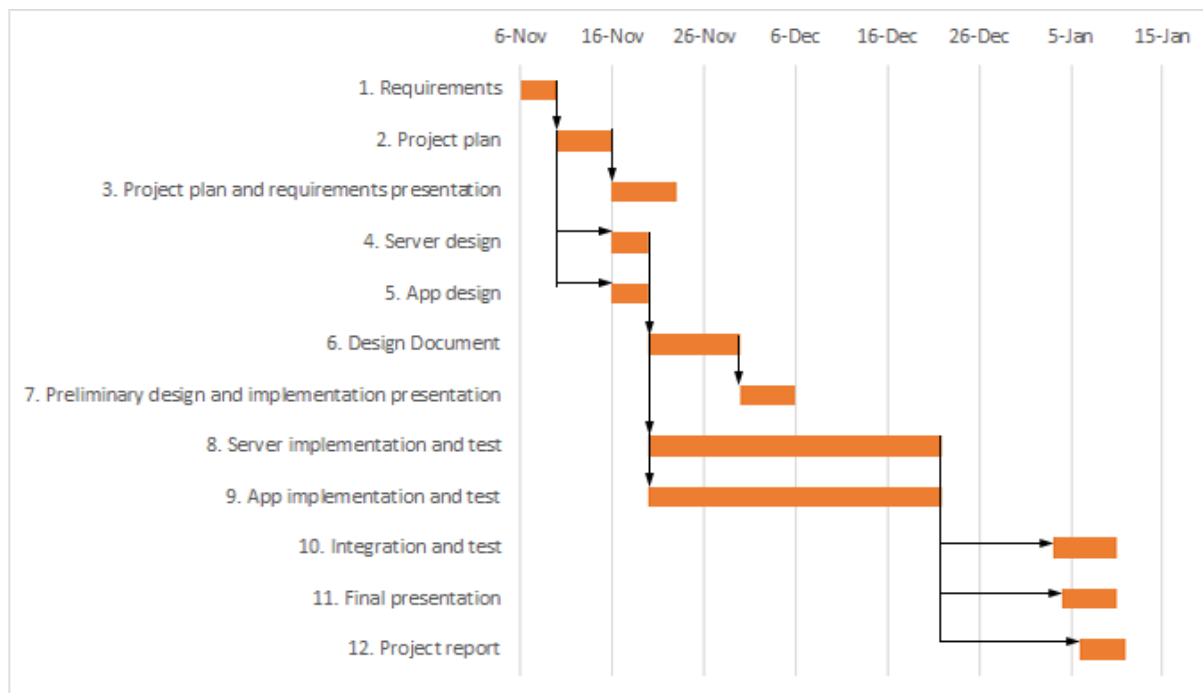 6-Nov 16-Nov 26-Nov 6-Dec 16-Dec 26-Dec 5-Jan 15-Jan
1. Requirements
2. Project plan
3. Project plan and requirements presentation
4. Server design
5. App design
6. Design Document
7. Preliminary design and implementation presentation
8. Server implementation and test
9. App implementation and test
10. Integration and test
11. Final presentation
12. Project report